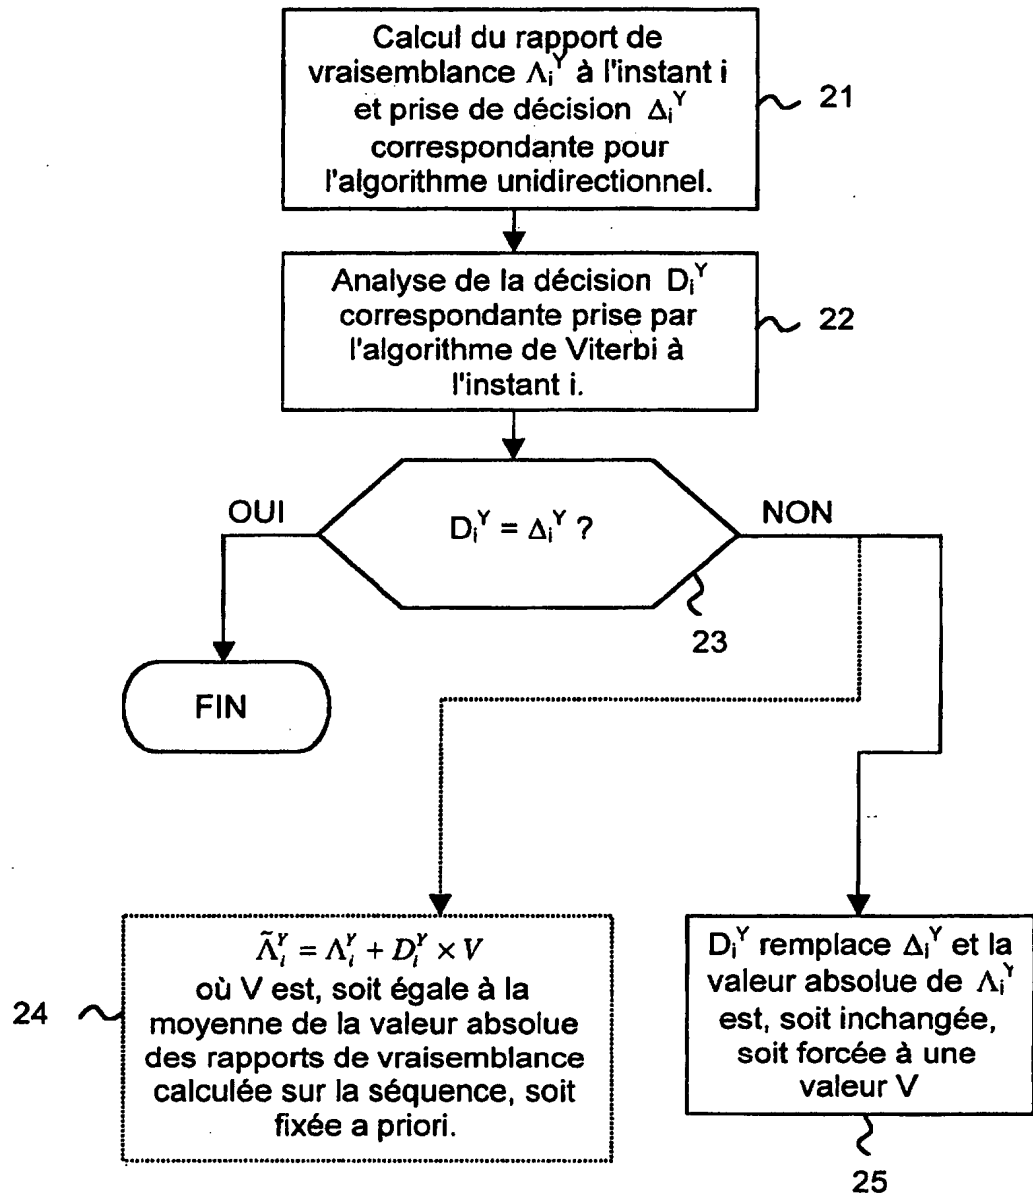 Calcul du rapport de
vraisemblance Λᵢʸ à l'instant i
et prise de décision Δᵢʸ
correspondante pour
l'algorithme unidirectionnel.
21
Analyse de la décision Dᵢʸ
correspondante prise par
l'algorithme de Viterbi à
l'instant i.
22
OUI
Dᵢʸ = Δᵢʸ ?
NON
23
FIN
Λ̃ᵢʸ = Λᵢʸ + Dᵢʸ × V
où V est, soit égale à la
moyenne de la valeur absolue
des rapports de vraisemblance
calculée sur la séquence, soit
fixée a priori.
24
Dᵢʸ remplace Δᵢʸ et la
valeur absolue de Λᵢʸ
est, soit inchangée,
soit forcée à une
valeur V
25